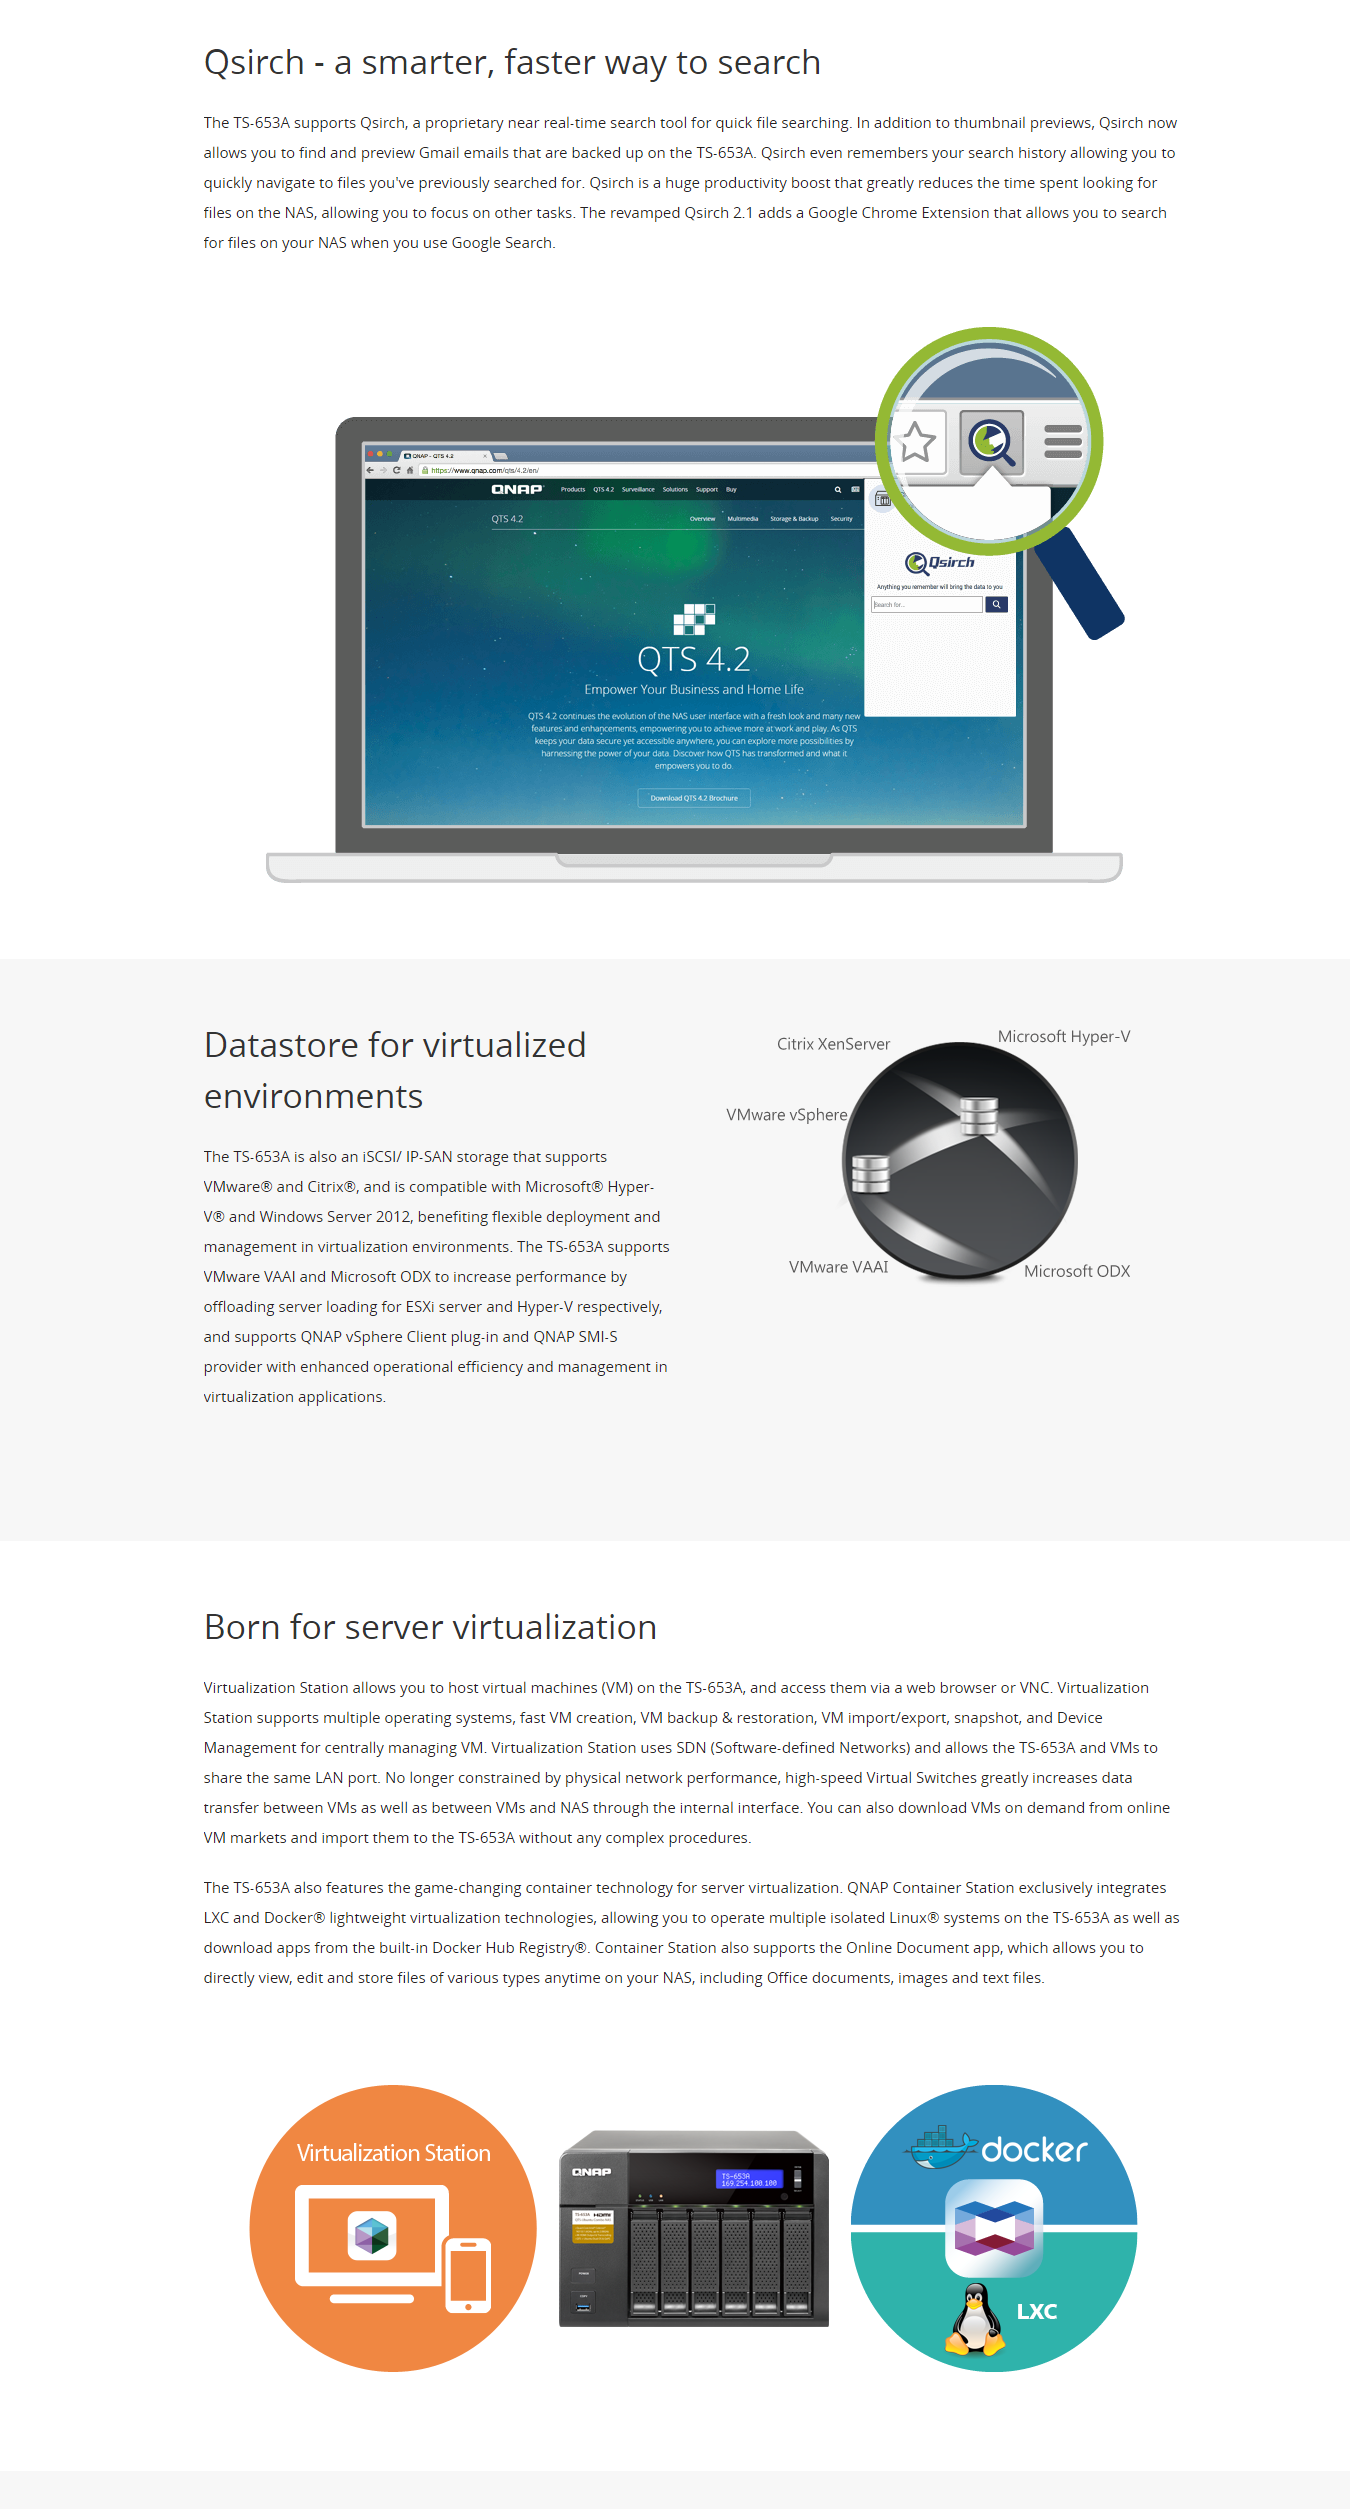 Qsirch - a smarter, faster way to search
The TS-653A supports Qsirch, a proprietary near real-time search tool for quick file searching. In addition to thumbnail previews, Qsirch now
allows you to find and preview Gmail emails that are backed up on the TS-653A. Qsirch even remembers your search history allowing you to
quickly navigate to files you've previously searched for. Qsirch is a huge productivity boost that greatly reduces the time spent looking for
files on the NAS, allowing you to focus on other tasks. The revamped Qsirch 2.1 adds a Google Chrome Extension that allows you to search
for files on your NAS when you use Google Search.
QNAP - QTS 4.2
https://www.qnap.com/qts/4.2/en/
QNAP Products QTS 4.2 Surveillance Solutions Support Buy
QTS 4.2 Overview Multimedia Storage & Backup Security
Qsirch
Anything you remember will bring the data to you
Search for...
QTS 4.2
Empower Your Business and Home Life
QTS 4.2 continues the evolution of the NAS user interface with a fresh look and many new
features and enhancements, empowering you to achieve more at work and play. As QTS
keeps your data secure yet accessible anywhere, you can explore more possibilities by
harnessing the power of your data. Discover how QTS has transformed and what it
empowers you to do.
Download QTS 4.2 Brochure
Datastore for virtualized
environments
The TS-653A is also an iSCSI/ IP-SAN storage that supports
VMware® and Citrix®, and is compatible with Microsoft® Hyper-
V® and Windows Server 2012, benefiting flexible deployment and
management in virtualization environments. The TS-653A supports
VMware VAAI and Microsoft ODX to increase performance by
offloading server loading for ESXi server and Hyper-V respectively,
and supports QNAP vSphere Client plug-in and QNAP SMI-S
provider with enhanced operational efficiency and management in
virtualization applications.
Citrix XenServer
Microsoft Hyper-V
VMware vSphere
VMware VAAI
Microsoft ODX
Born for server virtualization
Virtualization Station allows you to host virtual machines (VM) on the TS-653A, and access them via a web browser or VNC. Virtualization
Station supports multiple operating systems, fast VM creation, VM backup & restoration, VM import/export, snapshot, and Device
Management for centrally managing VM. Virtualization Station uses SDN (Software-defined Networks) and allows the TS-653A and VMs to
share the same LAN port. No longer constrained by physical network performance, high-speed Virtual Switches greatly increases data
transfer between VMs as well as between VMs and NAS through the internal interface. You can also download VMs on demand from online
VM markets and import them to the TS-653A without any complex procedures.
The TS-653A also features the game-changing container technology for server virtualization. QNAP Container Station exclusively integrates
LXC and Docker® lightweight virtualization technologies, allowing you to operate multiple isolated Linux® systems on the TS-653A as well as
download apps from the built-in Docker Hub Registry®. Container Station also supports the Online Document app, which allows you to
directly view, edit and store files of various types anytime on your NAS, including Office documents, images and text files.
Virtualization Station
QNAP
TS-653A
169.254.100.100
TS-653A HDMI
POWER
COPY
docker
LXC